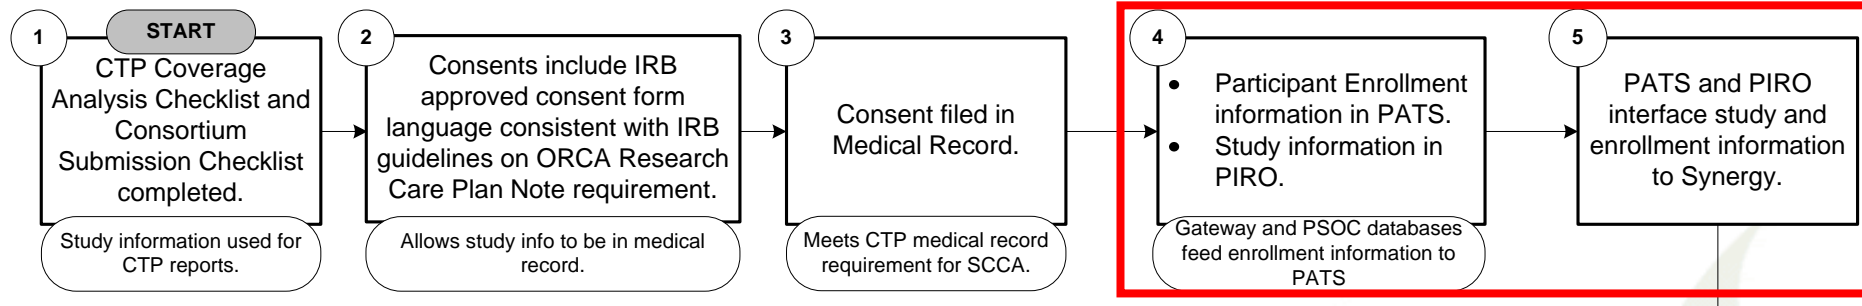 1
START
CTP Coverage
Analysis Checklist and
Consortium
Submission Checklist
completed.
Study information used for
CTP reports.
2
Consents include IRB
approved consent form
language consistent with IRB
guidelines on ORCA Research
Care Plan Note requirement.
Allows study info to be in medical
record.
3
Consent filed in
Medical Record.
Meets CTP medical record
requirement for SCCA.
4
• Participant Enrollment
information in PATS.
• Study information in
PIRO.
Gateway and PSOC databases
feed enrollment information to
PATS
5
PATS and PIRO
interface study and
enrollment information
to Synergy.